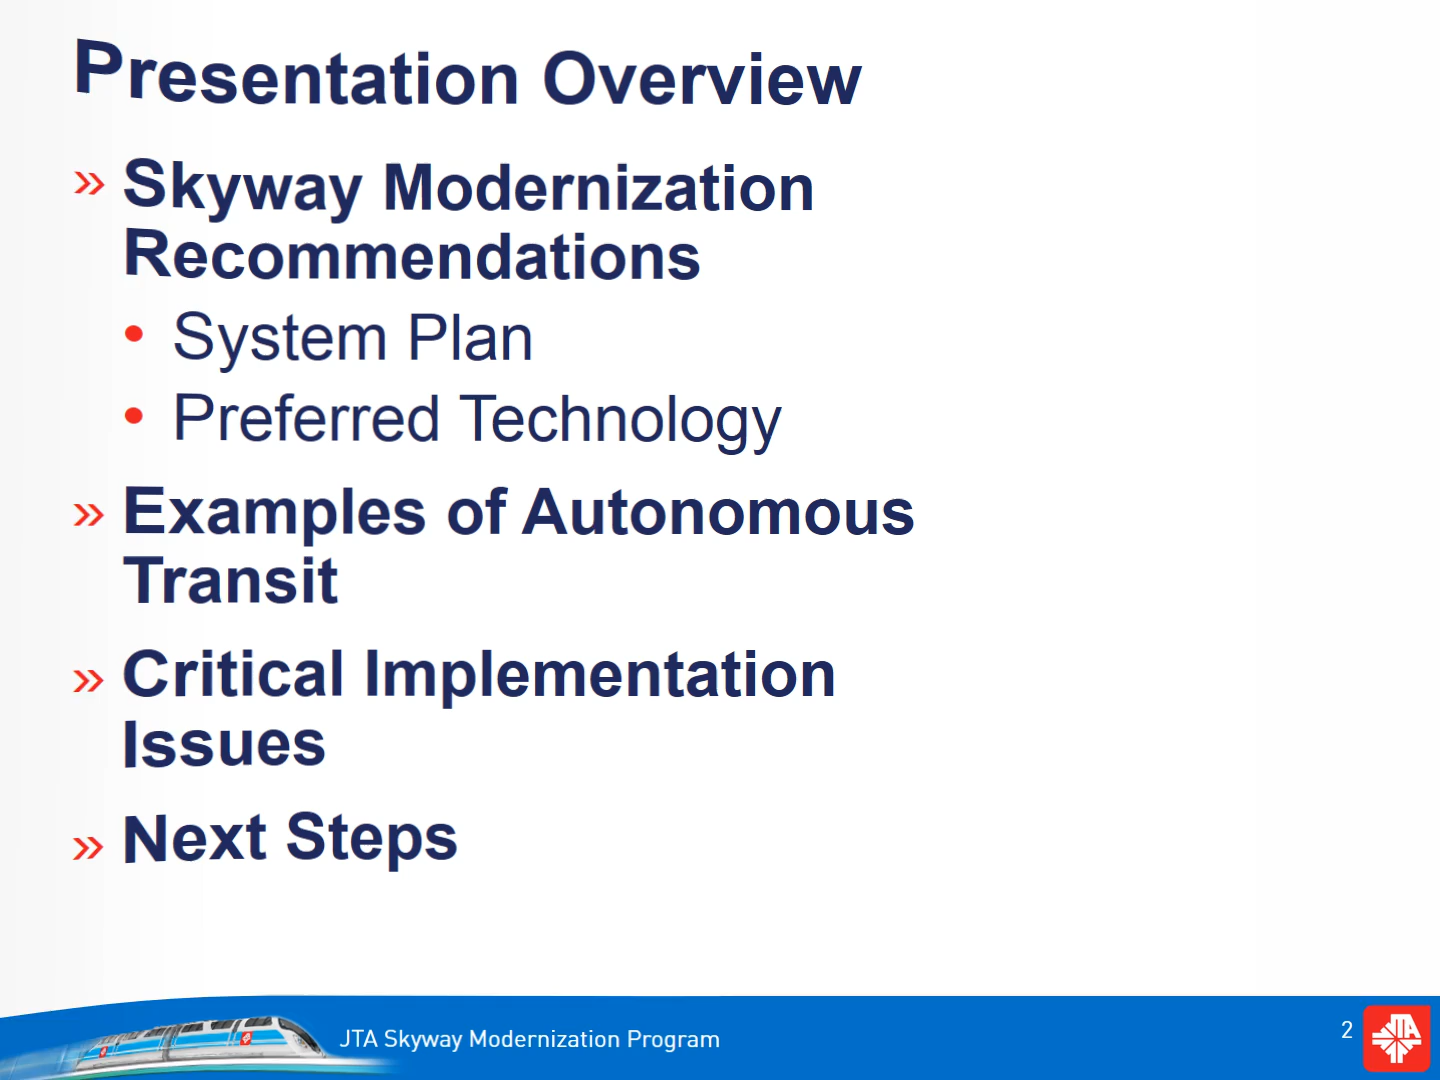 Presentation Overview
» Skyway Modernization
Recommendations
• System Plan
• Preferred Technology
» Examples of Autonomous
Transit
» Critical Implementation
Issues
» Next Steps
JTA Skyway Modernization Program
2
JTA